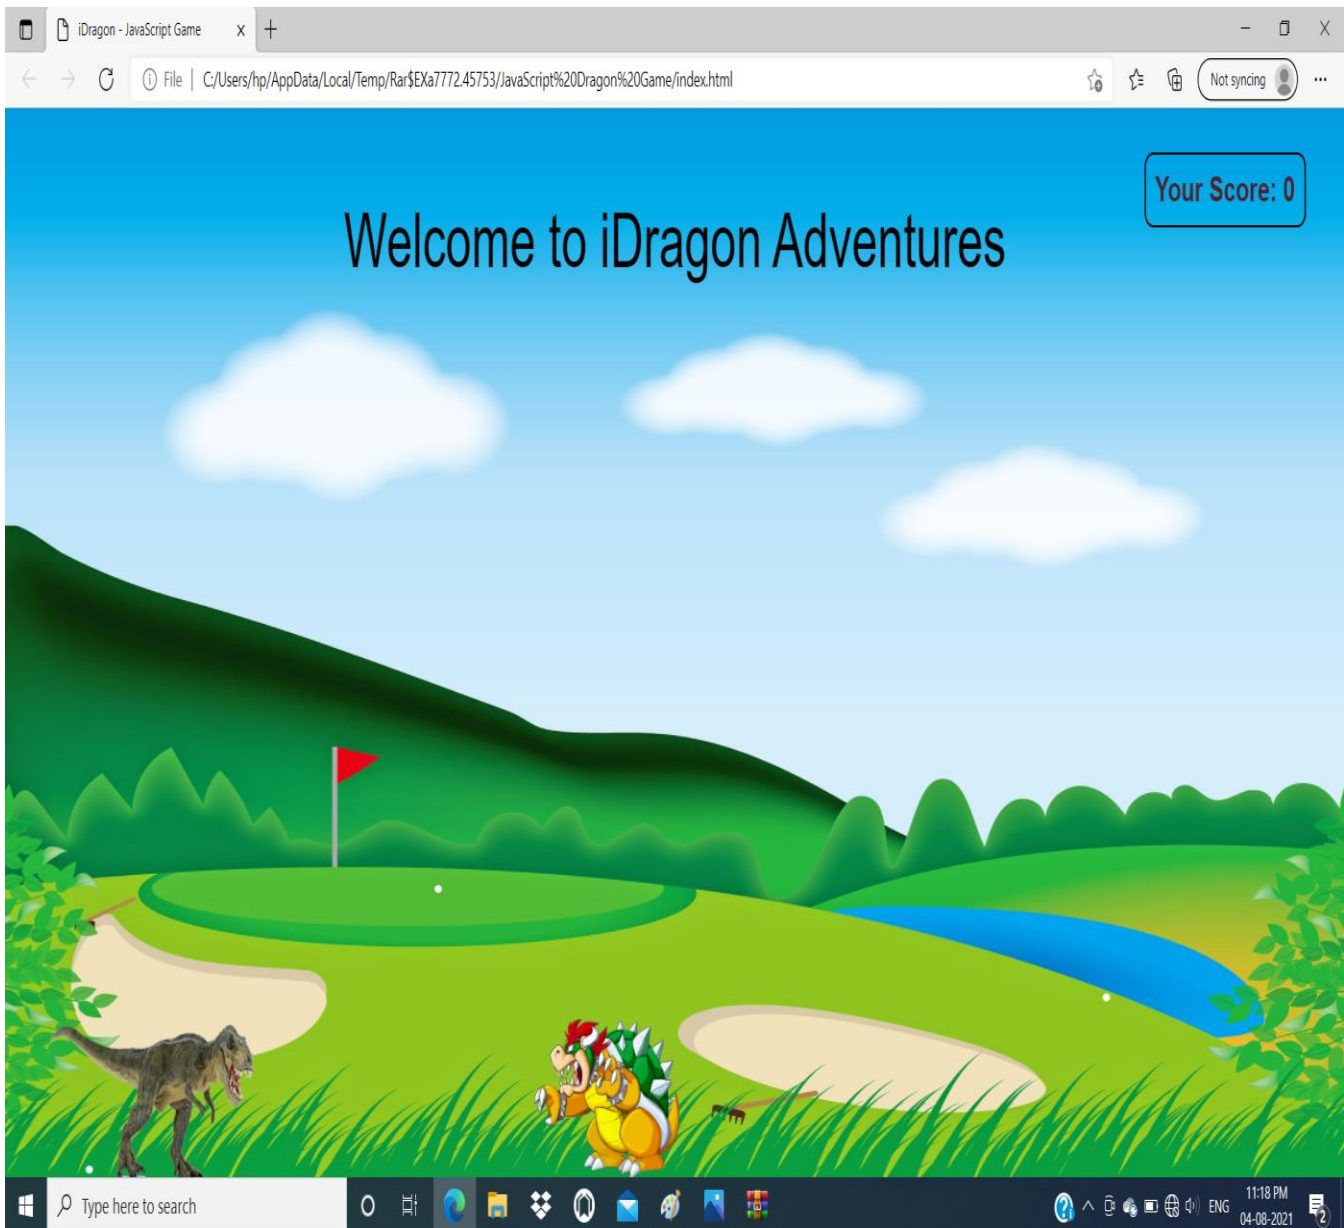 iDragon - JavaScript Game
File
C:/Users/hp/AppData/Local/Temp/Rar$EXa7772.45753/JavaScript%20Dragon%20Game/index.html
Not syncing
Your Score: 0
Welcome to iDragon Adventures
Type here to search
ENG
11:18 PM
04-08-2021
2